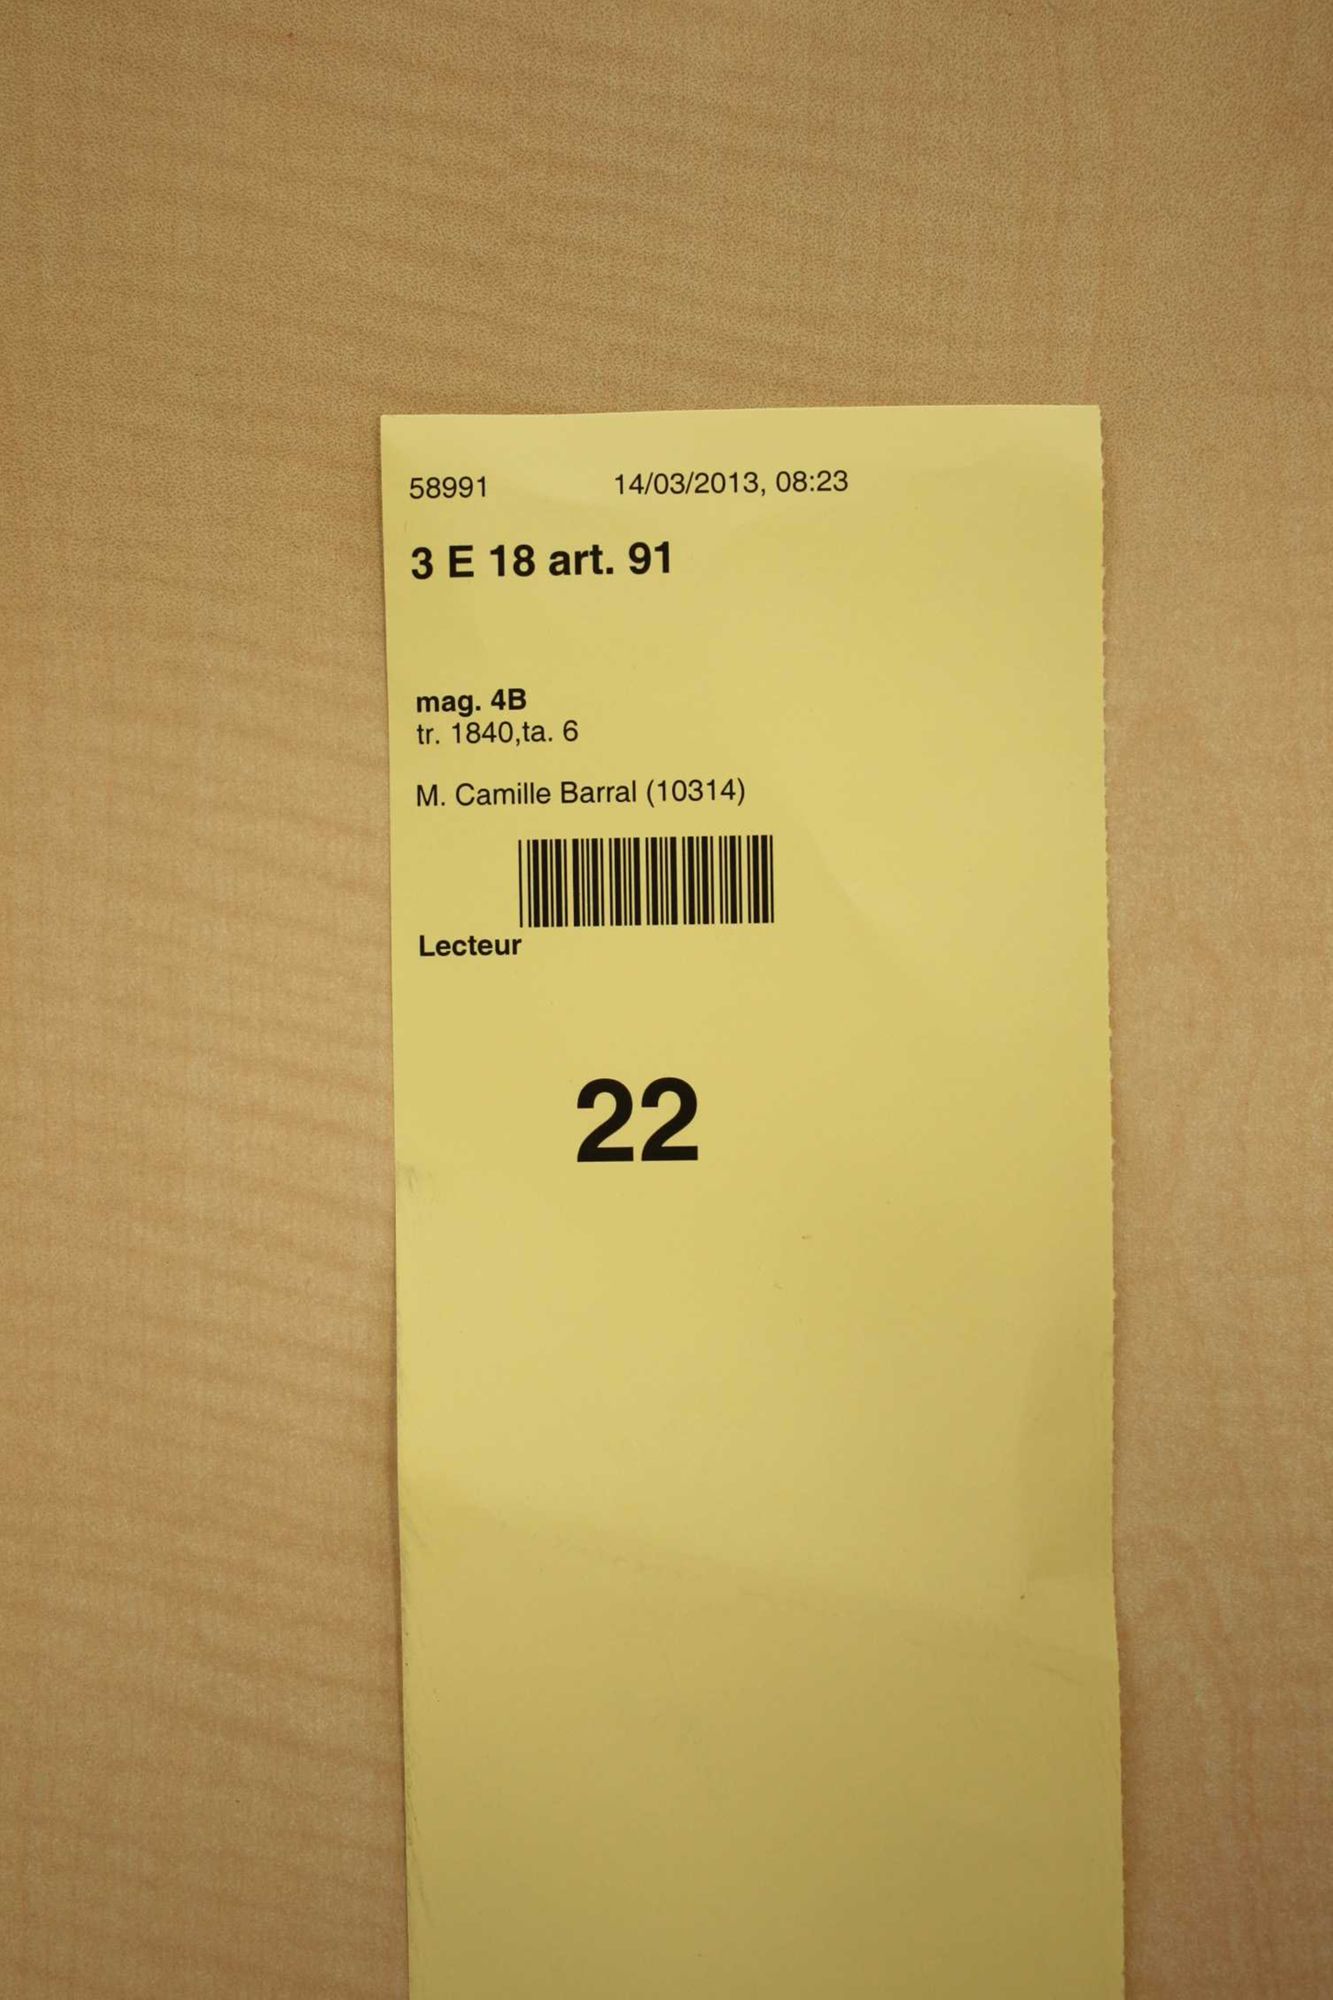 58991 14/03/2013, 08:23
3 E 18 art. 91
mag. 4B
tr. 1840,ta. 6
M. Camille Barral (10314)
Lecteur
22